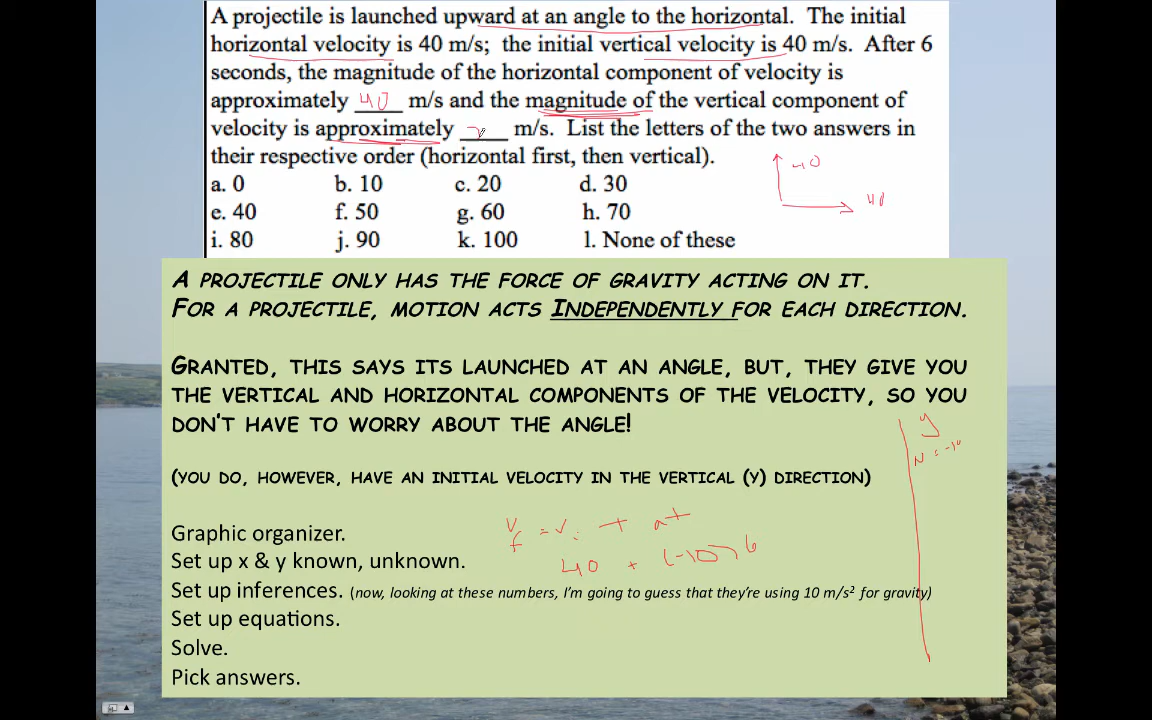 A projectile is launched upward at an angle to the horizontal. The initial
horizontal velocity is 40 m/s; the initial vertical velocity is 40 m/s. After 6
seconds, the magnitude of the horizontal component of velocity is
approximately 40 m/s and the magnitude of the vertical component of
velocity is approximately ____ m/s. List the letters of the two answers in
their respective order (horizontal first, then vertical).
a. 0 b. 10 c. 20 d. 30
e. 40 f. 50 g. 60 h. 70
i. 80 j. 90 k. 100 l. None of these
40
40
A PROJECTILE ONLY HAS THE FORCE OF GRAVITY ACTING ON IT.
FOR A PROJECTILE, MOTION ACTS INDEPENDENTLY FOR EACH DIRECTION.
GRANTED, THIS SAYS ITS LAUNCHED AT AN ANGLE, BUT, THEY GIVE YOU
THE VERTICAL AND HORIZONTAL COMPONENTS OF THE VELOCITY, SO YOU
DON'T HAVE TO WORRY ABOUT THE ANGLE!
y
(YOU DO, HOWEVER, HAVE AN INITIAL VELOCITY IN THE VERTICAL (Y) DIRECTION)
Graphic organizer.
vf = vi + at
Set up x & y known, unknown.
40 + (-10)6
Set up inferences. (now, looking at these numbers, I'm going to guess that they're using 10 m/s² for gravity)
Set up equations.
Solve.
Pick answers.